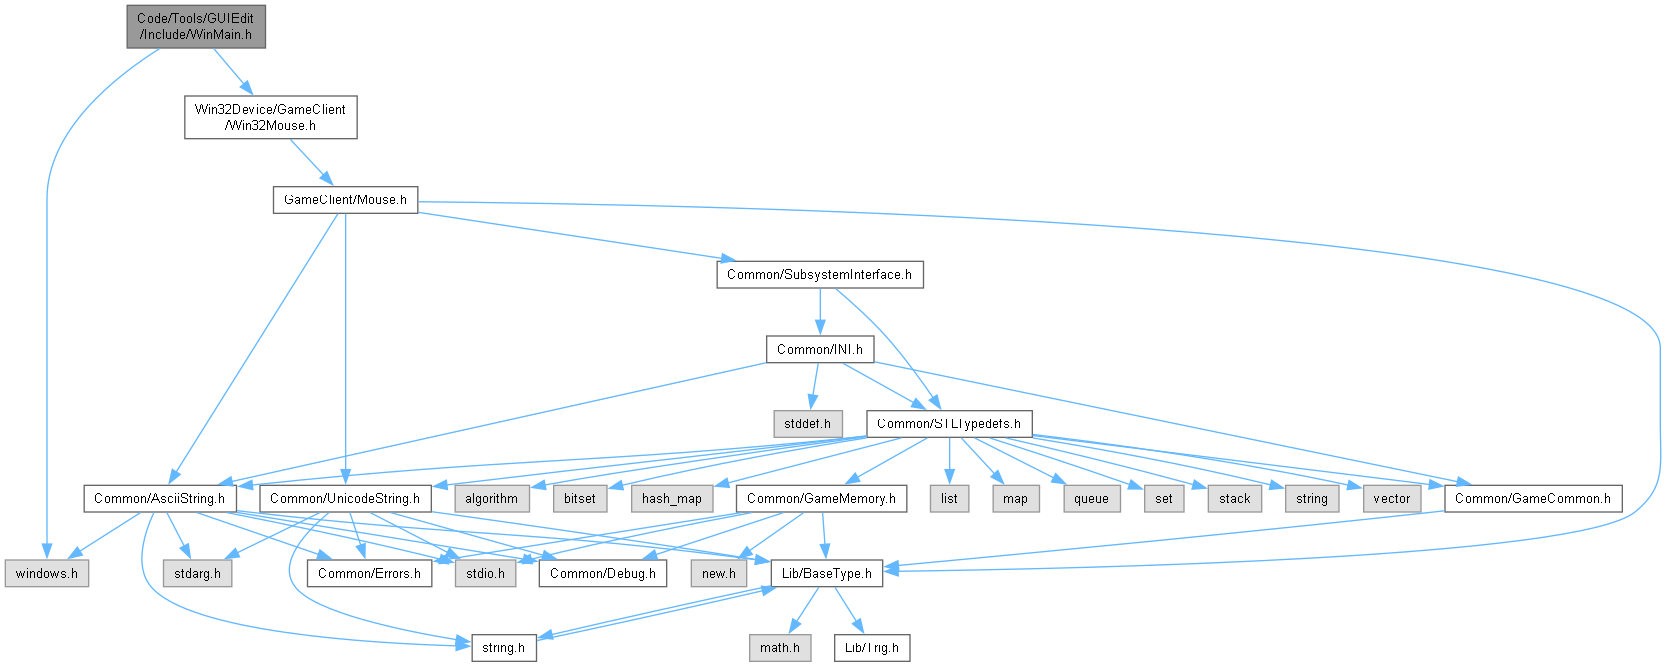 Code/Tools/GUIEdit
/Include/WinMain.h
Win32Device/GameClient
/Win32Mouse.h
GameClient/Mouse.h
Common/SubsystemInterface.h
Common/INI.h
stddef.h
Common/STLTypedefs.h
Common/AsciiString.h
Common/UnicodeString.h
algorithm
bitset
hash_map
Common/GameMemory.h
list
map
queue
set
stack
string
vector
Common/GameCommon.h
windows.h
stdarg.h
Common/Errors.h
stdio.h
Common/Debug.h
new.h
Lib/BaseType.h
string.h
math.h
Lib/Trig.h